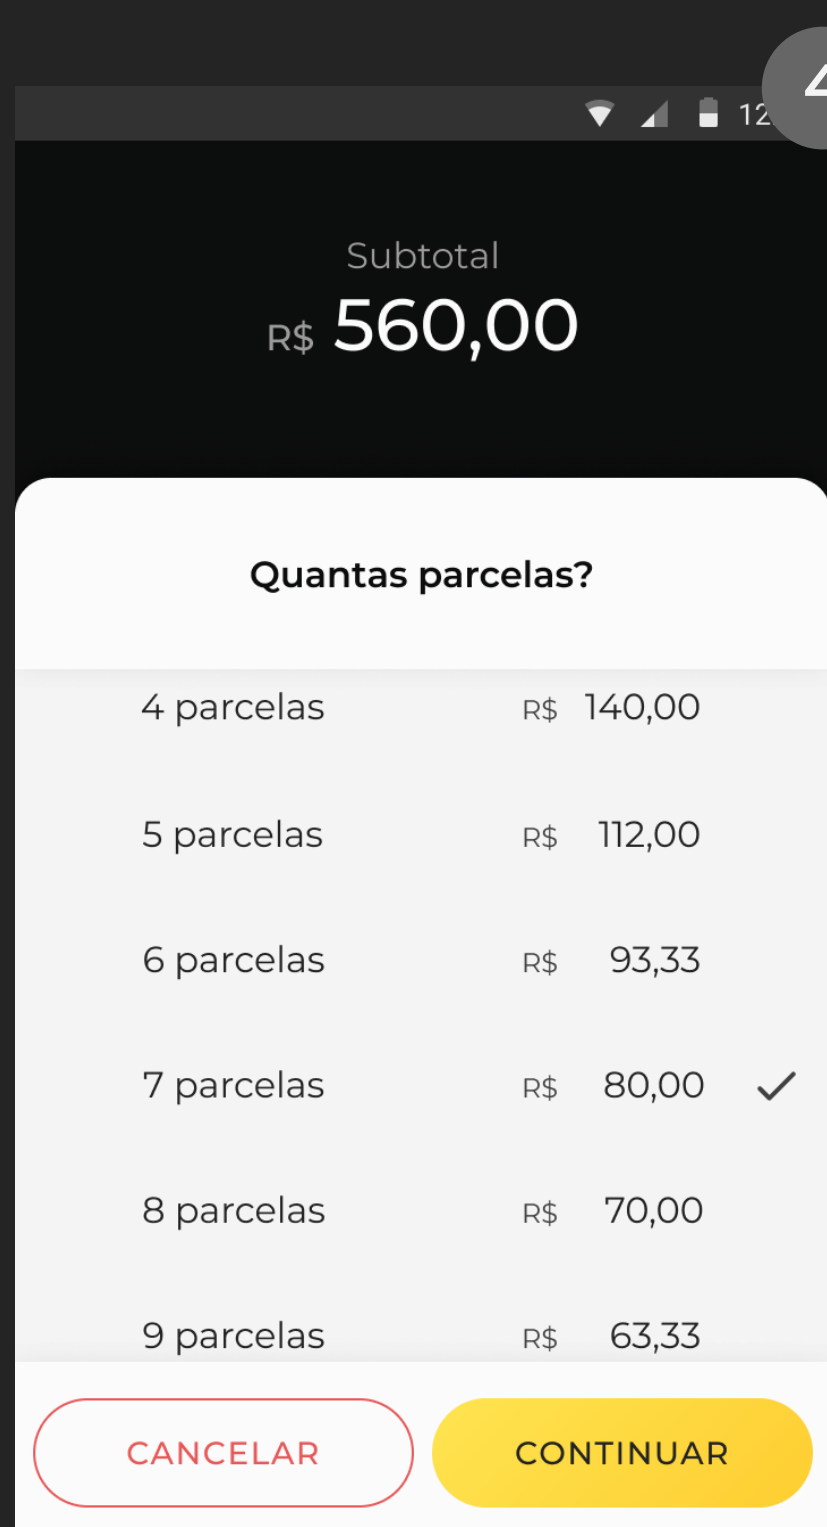 12
Subtotal
R$ 560,00
Quantas parcelas?
4 parcelas R$ 140,00
5 parcelas R$ 112,00
6 parcelas R$ 93,33
7 parcelas R$ 80,00
8 parcelas R$ 70,00
9 parcelas R$ 63,33
CANCELAR CONTINUAR